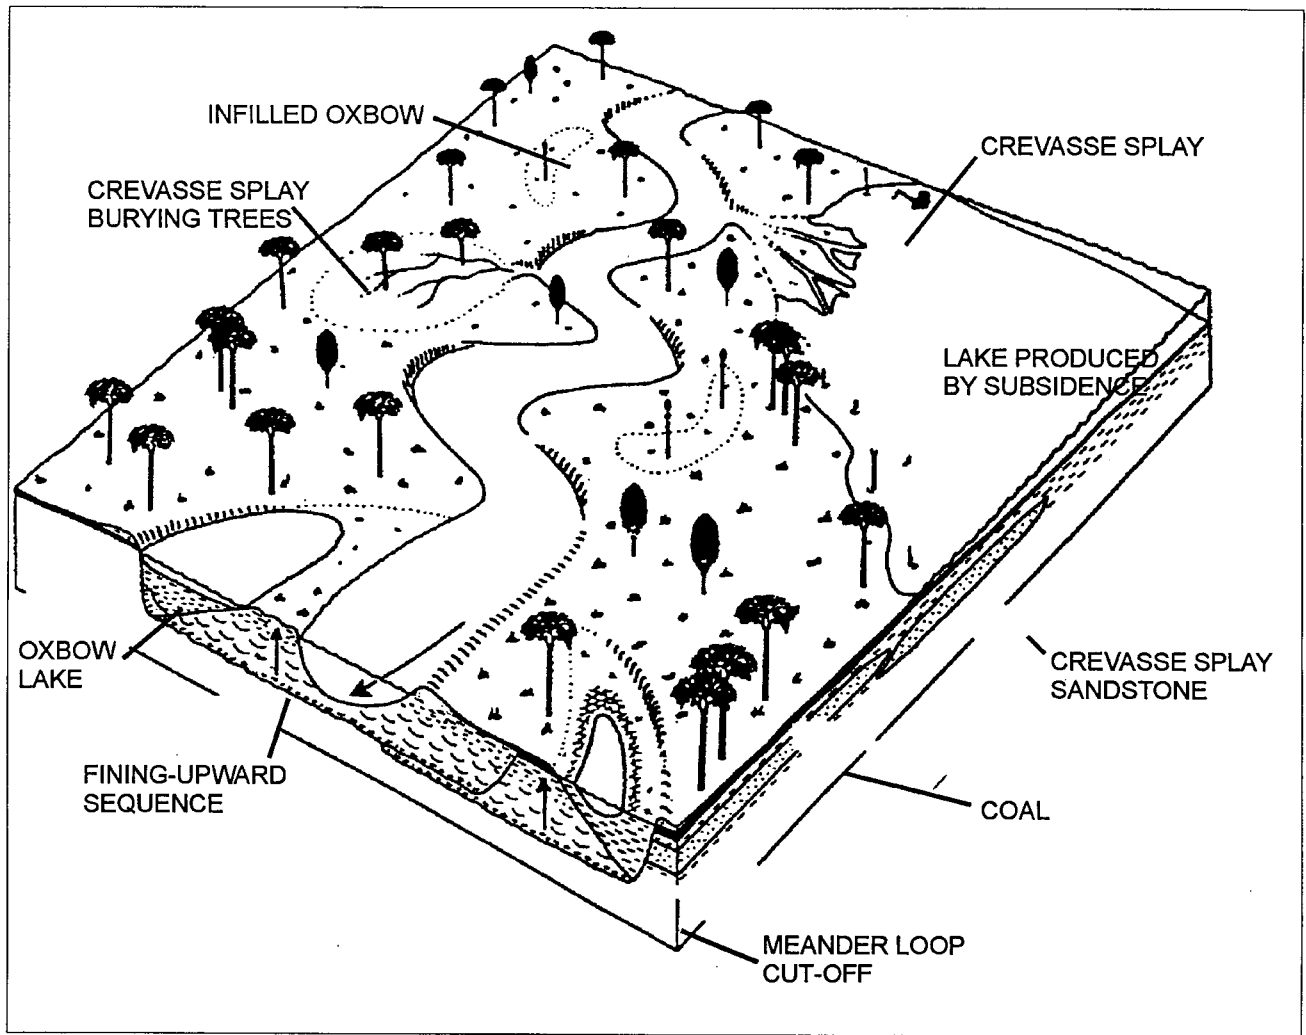 INFILLED OXBOW
CREVASSE SPLAY
CREVASSE SPLAY
BURYING TREES
LAKE PRODUCED
BY SUBSIDENCE
OXBOW
LAKE
CREVASSE SPLAY
SANDSTONE
FINING-UPWARD
SEQUENCE
COAL
MEANDER LOOP
CUT-OFF